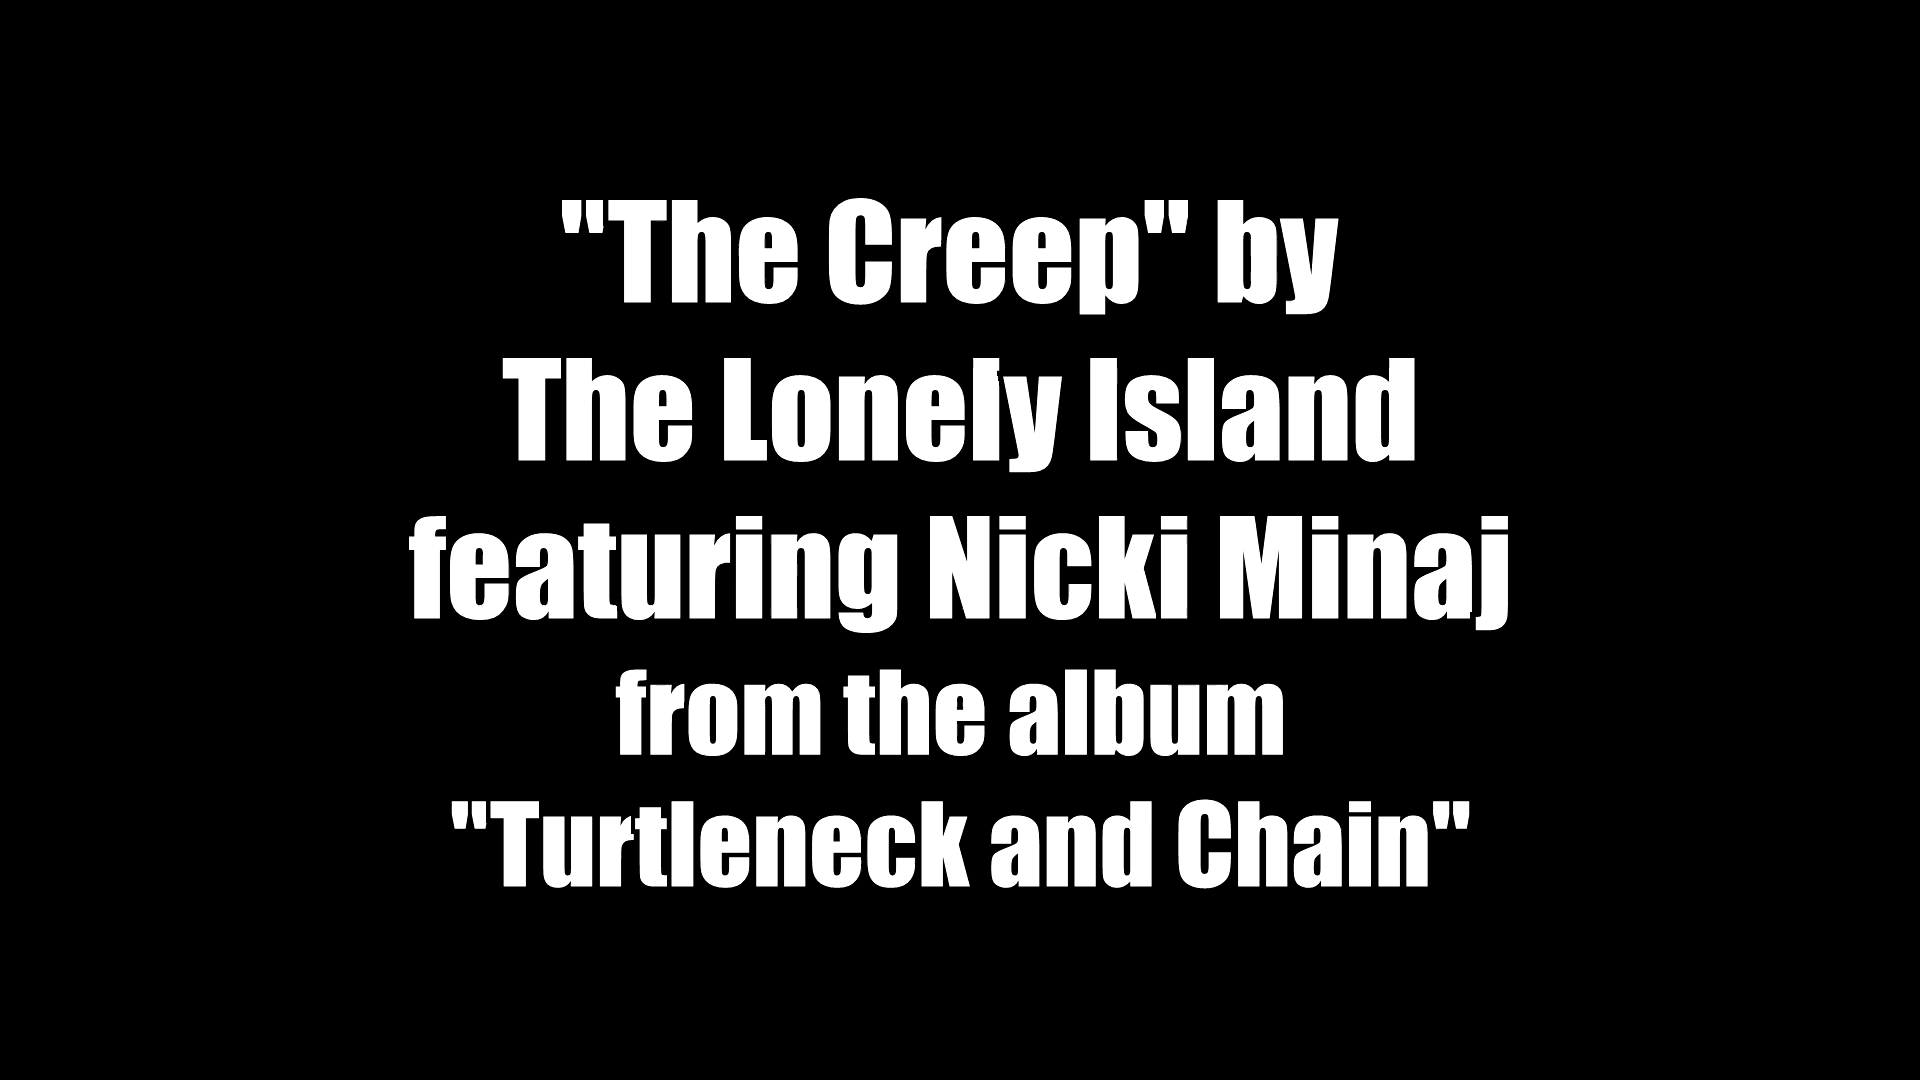 "The Creep" by
The Lonely Island
featuring Nicki Minaj
from the album
"Turtleneck and Chain"